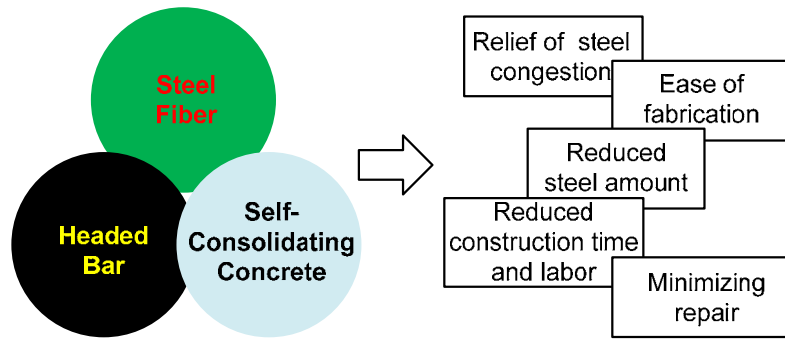 Steel
Fiber
Headed
Bar
Self-
Consolidating
Concrete
Relief of steel
congestion
Ease of
fabrication
Reduced
steel amount
Reduced
construction time
and labor
Minimizing
repair